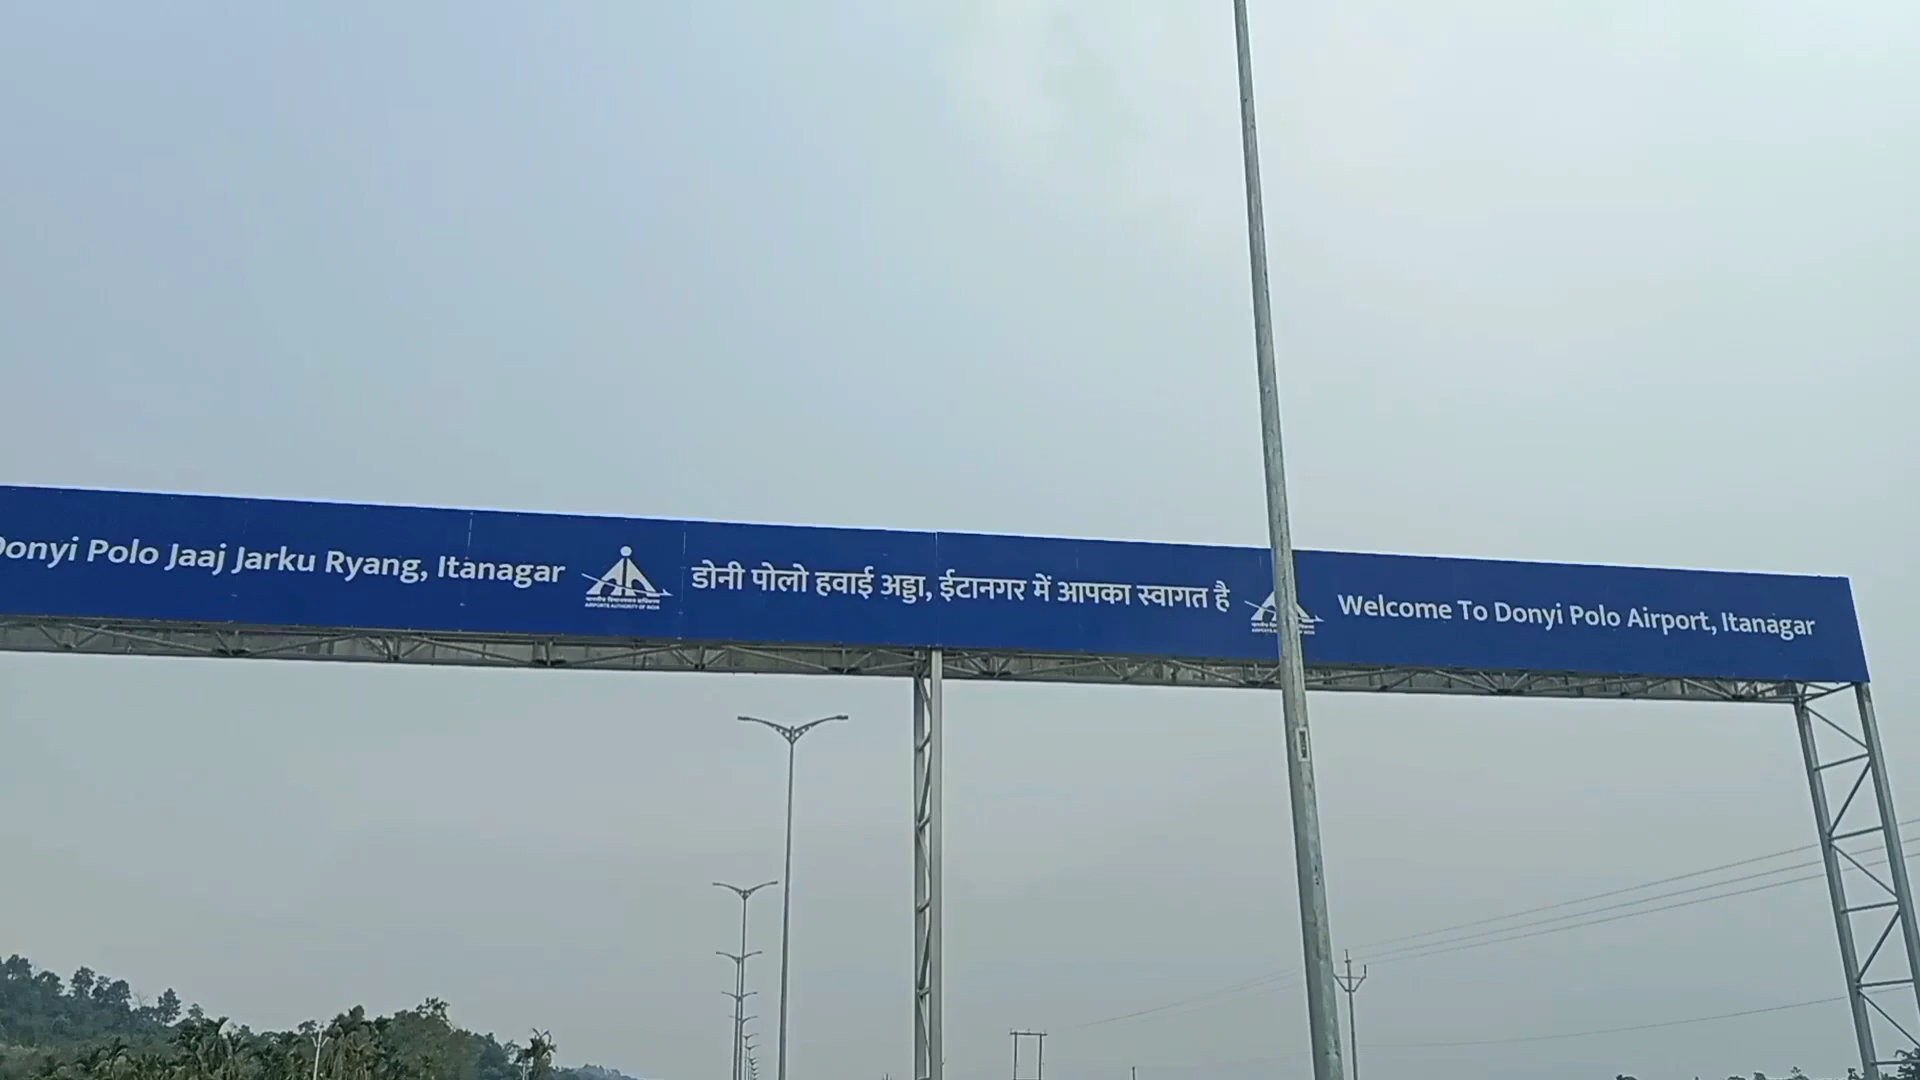 Donyi Polo Jaaj Jarku Ryang, Itanagar
भारतीय विमानपत्तन प्राधिकरण
AIRPORTS AUTHORITY OF INDIA
डोनी पोलो हवाई अड्डा, ईटानगर में आपका स्वागत है
Welcome To Donyi Polo Airport, Itanagar